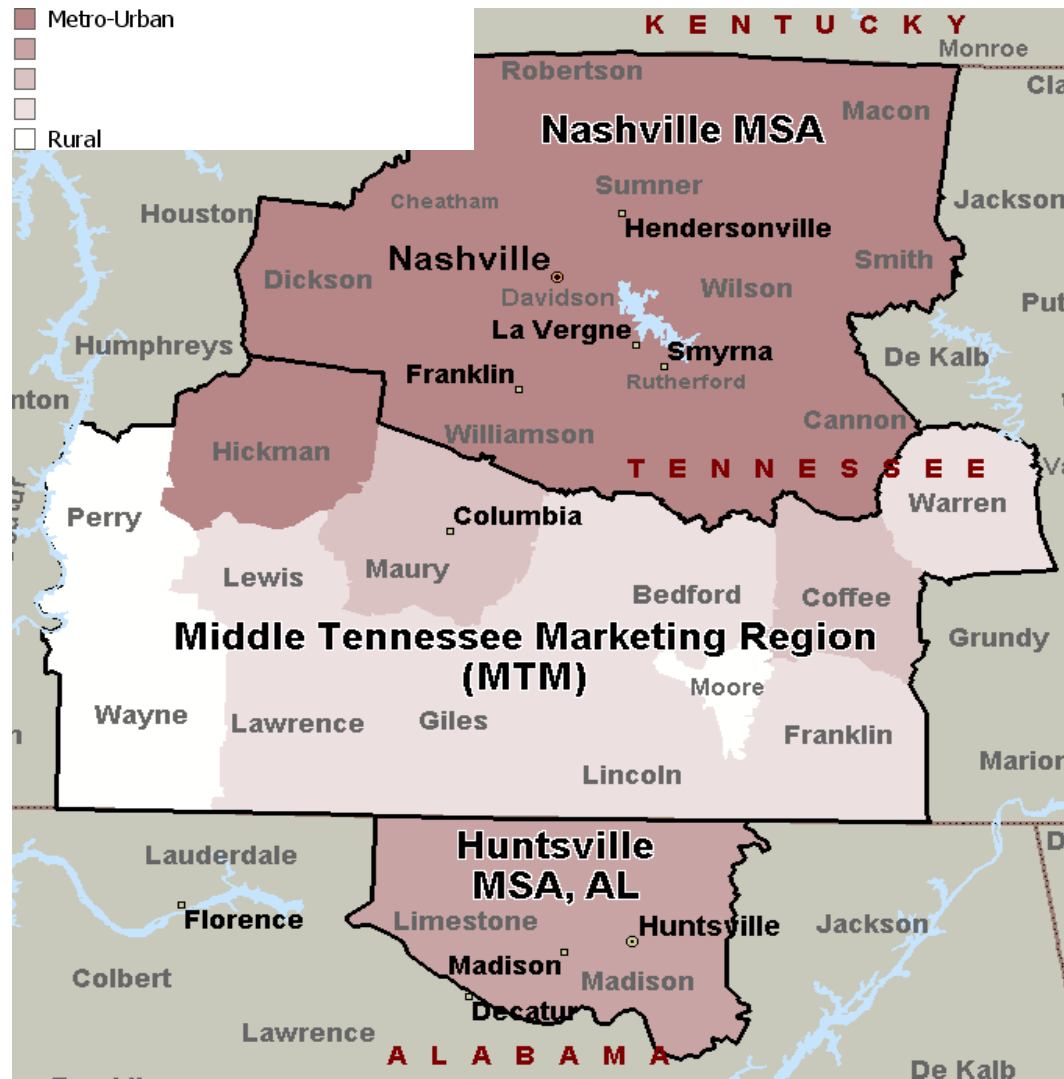 Metro-Urban
Rural
K E N T U C K Y
Monroe
Robertson
Macon
Nashville MSA
Sumner
Jackson
Houston
Cheatham
Hendersonville
Nashville
Smith
Dickson
Davidson
Wilson
La Vergne
Humphreys
Smyrna
De Kalb
Franklin
Rutherford
Cannon
Williamson
Hickman
T E N N E S S E E
Warren
Perry
Columbia
Lewis
Maury
Bedford
Coffee
Middle Tennessee Marketing Region
(MTM)
Grundy
Moore
Wayne
Lawrence
Giles
Franklin
Lincoln
Marion
Huntsville
MSA, AL
Lauderdale
Florence
Limestone
Huntsville
Jackson
Madison
Madison
Colbert
Decatur
Lawrence
A L A B A M A
De Kalb